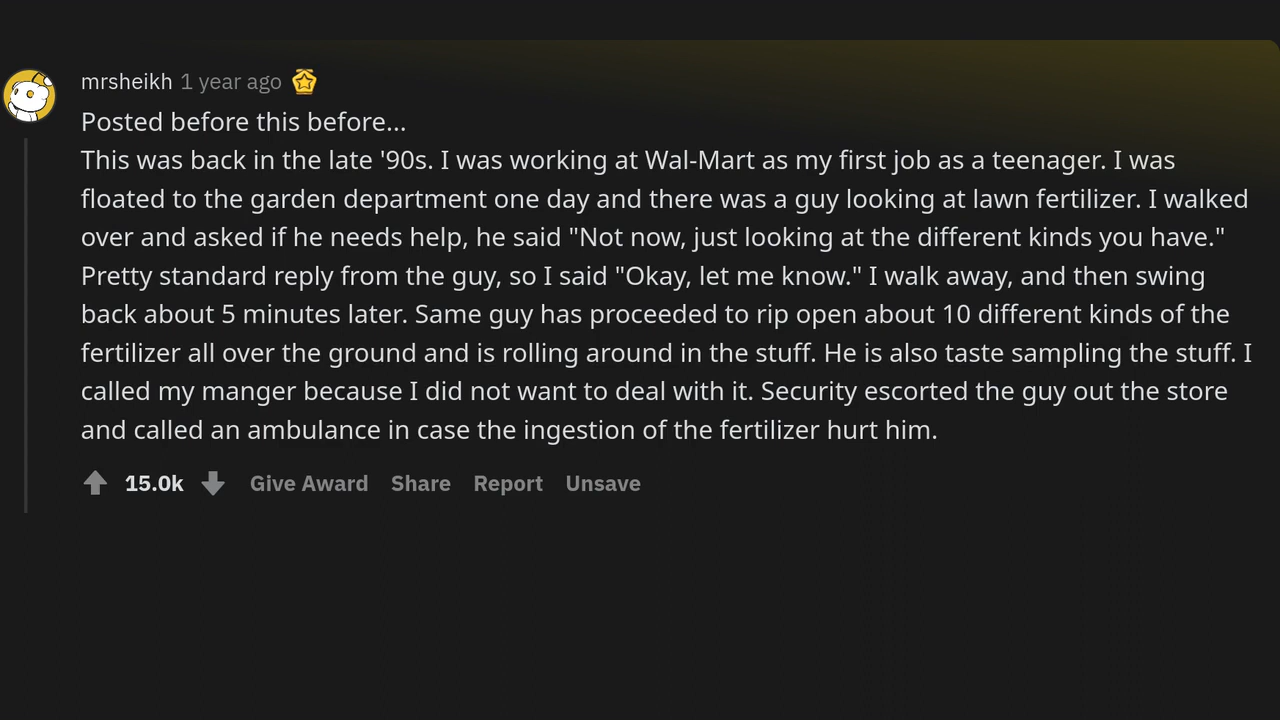 mrsheikh 1 year ago
Posted before this before...
This was back in the late '90s. I was working at Wal-Mart as my first job as a teenager. I was
floated to the garden department one day and there was a guy looking at lawn fertilizer. I walked
over and asked if he needs help, he said "Not now, just looking at the different kinds you have."
Pretty standard reply from the guy, so I said "Okay, let me know." I walk away, and then swing
back about 5 minutes later. Same guy has proceeded to rip open about 10 different kinds of the
fertilizer all over the ground and is rolling around in the stuff. He is also taste sampling the stuff. I
called my manger because I did not want to deal with it. Security escorted the guy out the store
and called an ambulance in case the ingestion of the fertilizer hurt him.
15.0k Give Award Share Report Unsave